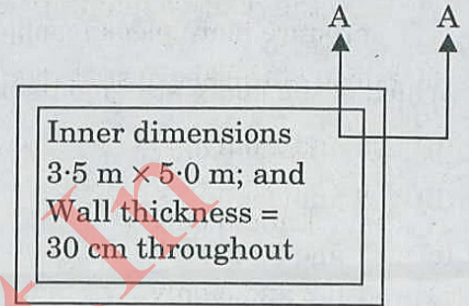 A A
Inner dimensions
3·5 m × 5·0 m; and
Wall thickness =
30 cm throughout